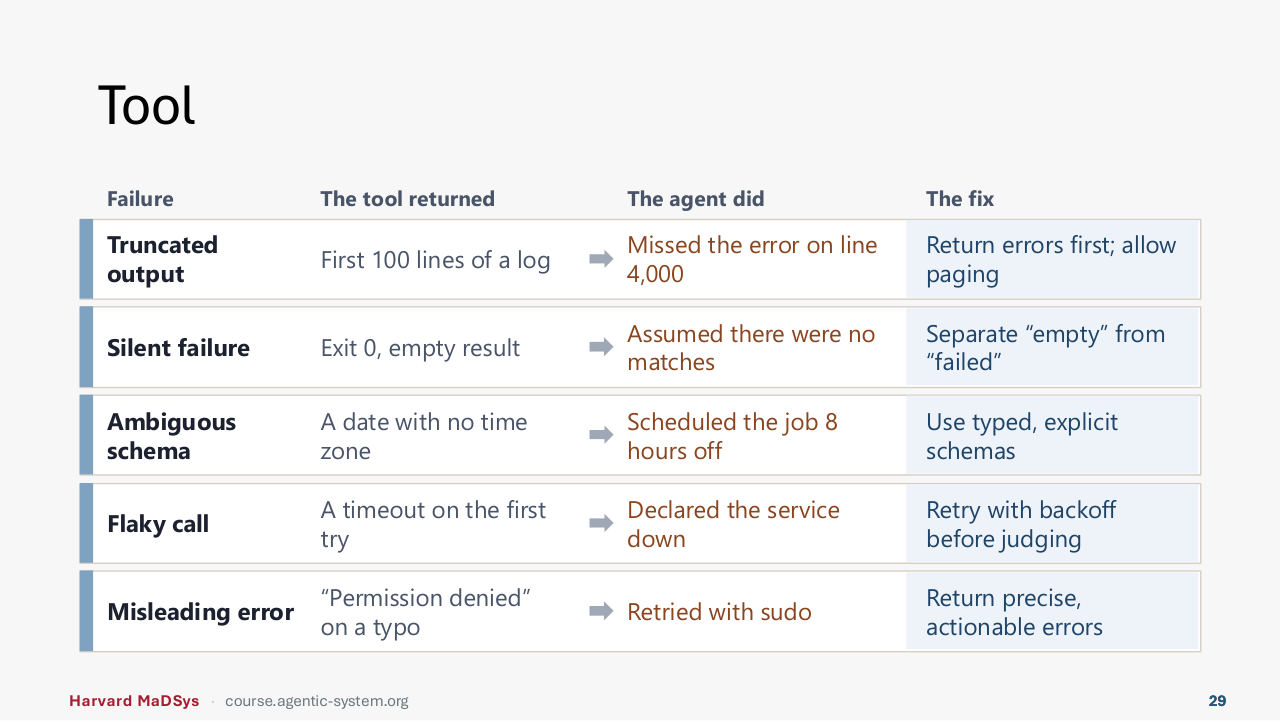 Tool
Failure
The tool returned
The agent did
The fix
Truncated
output
First 100 lines of a log
Missed the error on line
4,000
Return errors first; allow
paging
Silent failure
Exit 0, empty result
Assumed there were no
matches
Separate “empty” from
“failed”
Ambiguous
schema
A date with no time
zone
Scheduled the job 8
hours off
Use typed, explicit
schemas
Flaky call
A timeout on the first
try
Declared the service
down
Retry with backoff
before judging
Misleading error
“Permission denied”
on a typo
Retried with sudo
Return precise,
actionable errors
Harvard MaDSys · course.agentic-system.org
29